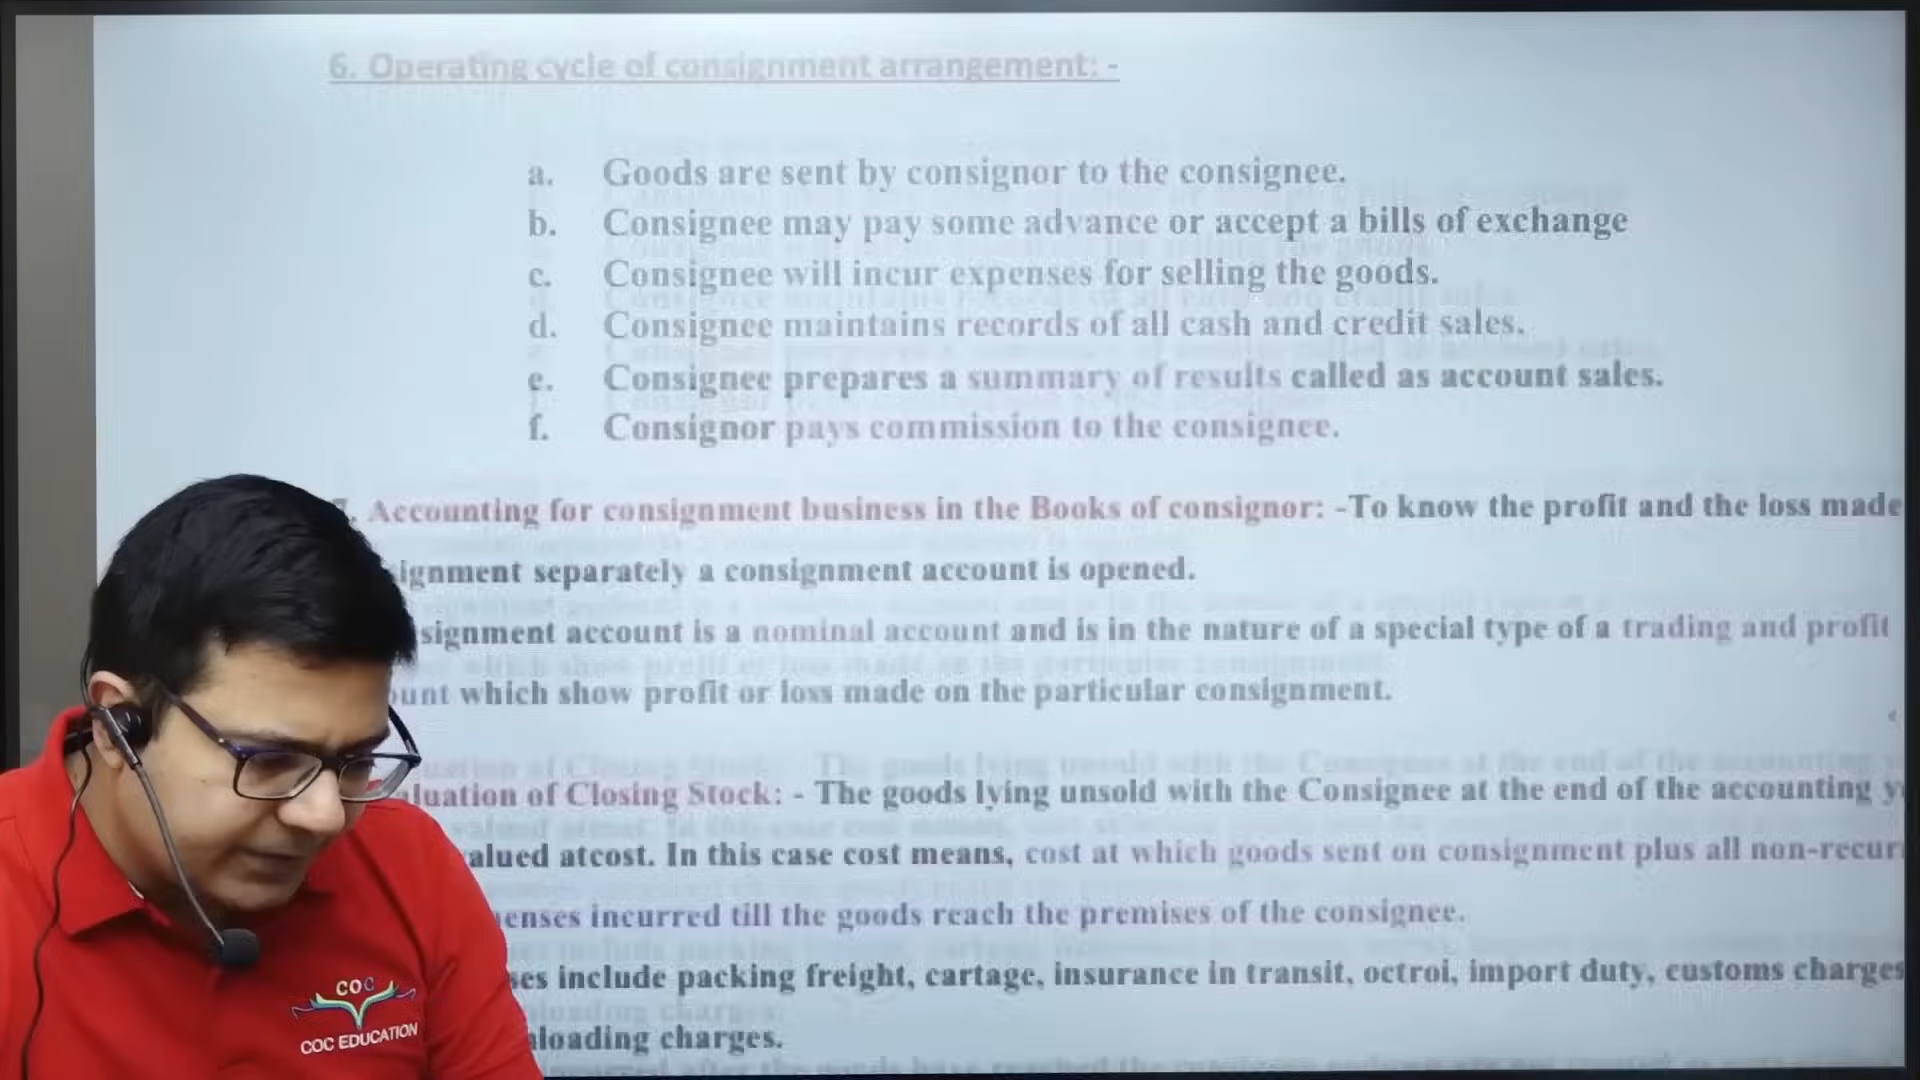 6. Operating cycle of consignment arrangement: -
a. Goods are sent by consignor to the consignee.
b. Consignee may pay some advance or accept a bills of exchange
c. Consignee will incur expenses for selling the goods.
d. Consignee maintains records of all cash and credit sales.
e. Consignee prepares a summary of results called as account sales.
f. Consignor pays commission to the consignee.
Accounting for consignment business in the Books of consignor: -To know the profit and the loss made
ignment separately a consignment account is opened.
signment account is a nominal account and is in the nature of a special type of a trading and profit
ount which show profit or loss made on the particular consignment.
luation of Closing Stock: - The goods lying unsold with the Consignee at the end of the accounting y
alued atcost. In this case cost means, cost at which goods sent on consignment plus all non-recur
enses incurred till the goods reach the premises of the consignee.
ses include packing freight, cartage, insurance in transit, octroi, import duty, customs charges
loading charges.
COC
COC EDUCATION